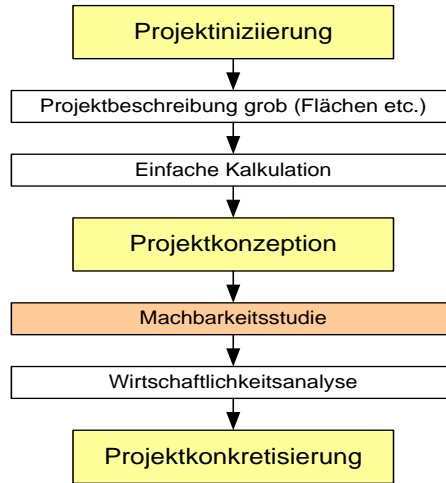 Projektiniziierung
Projektbeschreibung grob (Flächen etc.)
Einfache Kalkulation
Projektkonzeption
Machbarkeitsstudie
Wirtschaftlichkeitsanalyse
Projektkonkretisierung